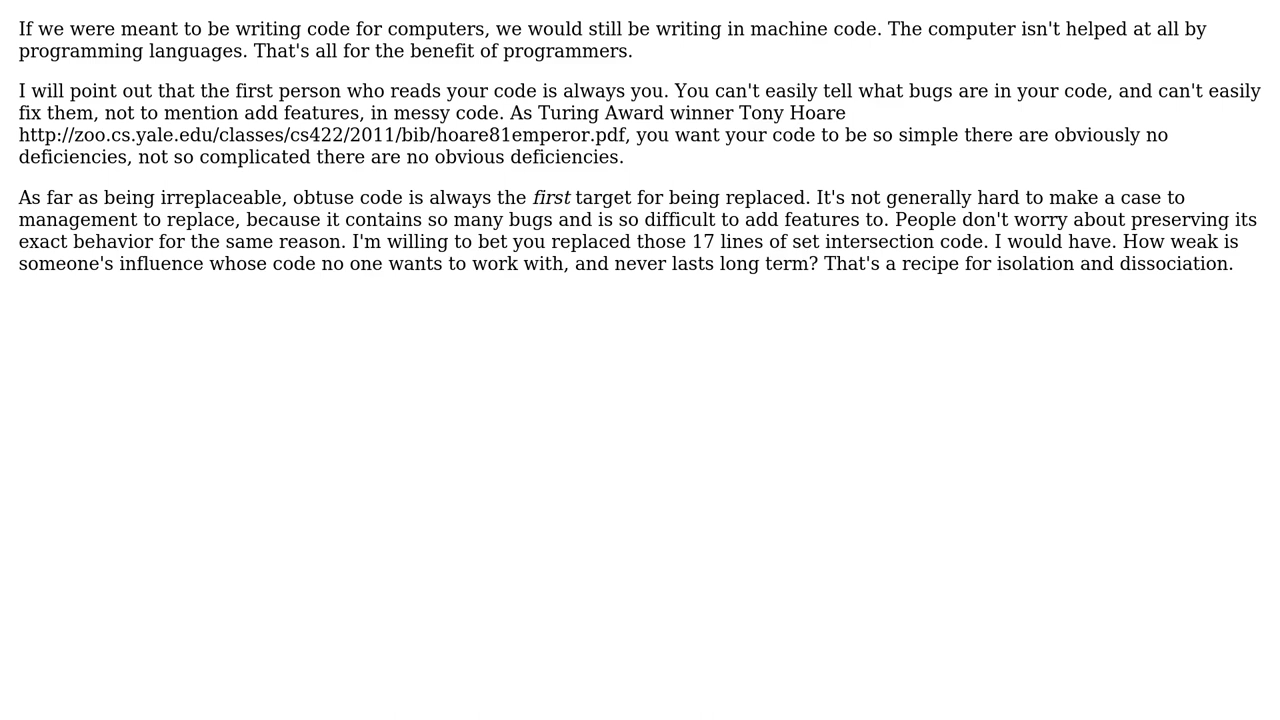 If we were meant to be writing code for computers, we would still be writing in machine code. The computer isn't helped at all by
programming languages. That's all for the benefit of programmers.
I will point out that the first person who reads your code is always you. You can't easily tell what bugs are in your code, and can't easily
fix them, not to mention add features, in messy code. As Turing Award winner Tony Hoare
http://zoo.cs.yale.edu/classes/cs422/2011/bib/hoare81emperor.pdf, you want your code to be so simple there are obviously no
deficiencies, not so complicated there are no obvious deficiencies.
As far as being irreplaceable, obtuse code is always the first target for being replaced. It's not generally hard to make a case to
management to replace, because it contains so many bugs and is so difficult to add features to. People don't worry about preserving its
exact behavior for the same reason. I'm willing to bet you replaced those 17 lines of set intersection code. I would have. How weak is
someone's influence whose code no one wants to work with, and never lasts long term? That's a recipe for isolation and dissociation.